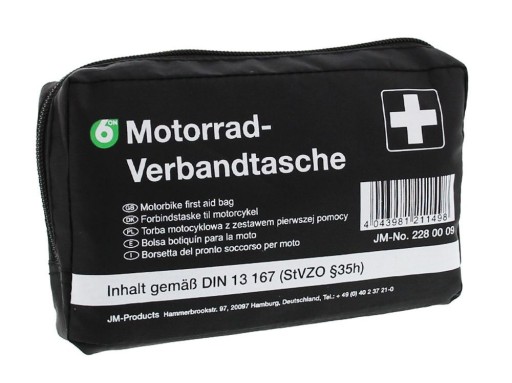 6ON Motorrad-
Verbandtasche
GB Motorbike first aid bag
DK Forbindstaske til motorcykel
PL Torba motocyklowa z zestawem pierwszej pomocy
E Bolsa botiquín para la moto
I Borsetta del pronto soccorso per moto
4 043981 211498
JM-No. 228 00 09
Inhalt gemäß DIN 13 167 (StVZO §35h)
JM-Products Hammerbrookstr. 97, 20097 Hamburg, Deutschland, Tel.: + 49 (0) 40 2 37 21-0